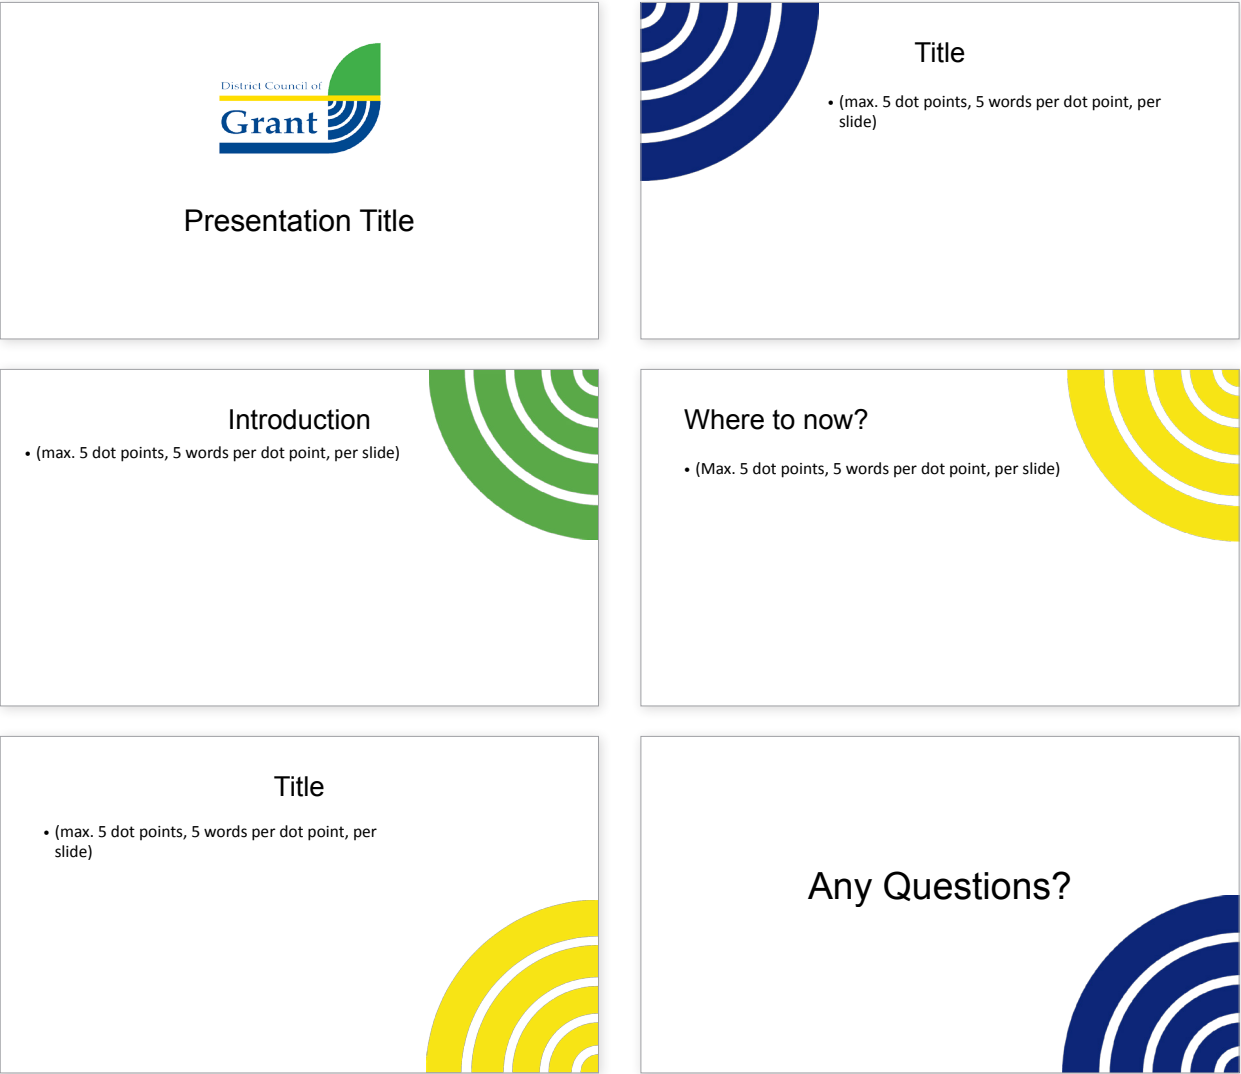 District Council of
Grant
Presentation Title
Title
• (max. 5 dot points, 5 words per dot point, per
slide)
Introduction
• (max. 5 dot points, 5 words per dot point, per slide)
Where to now?
• (Max. 5 dot points, 5 words per dot point, per slide)
Title
• (max. 5 dot points, 5 words per dot point, per
slide)
Any Questions?